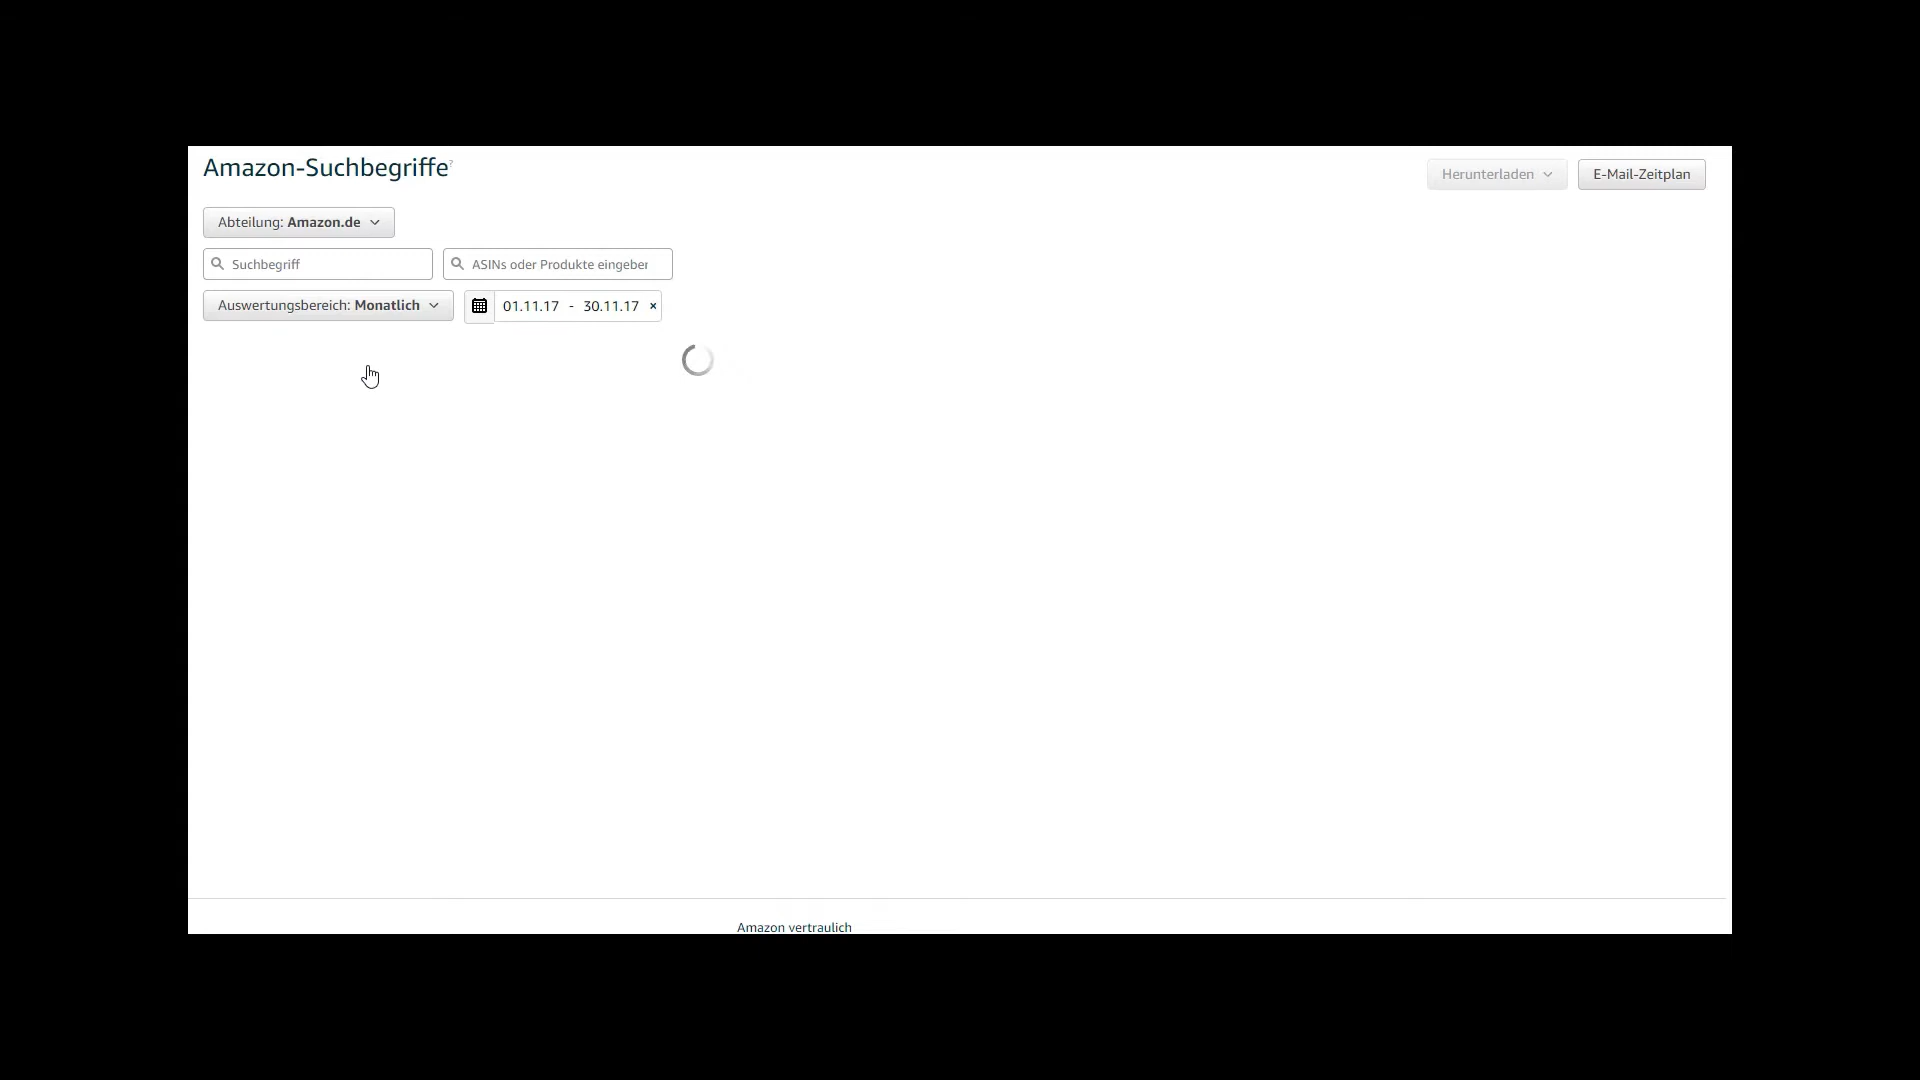 Amazon-Suchbegriffe?
Herunterladen
E-Mail-Zeitplan
Abteilung: Amazon.de
Suchbegriff
ASINs oder Produkte eingeber
Auswertungsbereich: Monatlich
01.11.17 - 30.11.17 ×
Amazon vertraulich